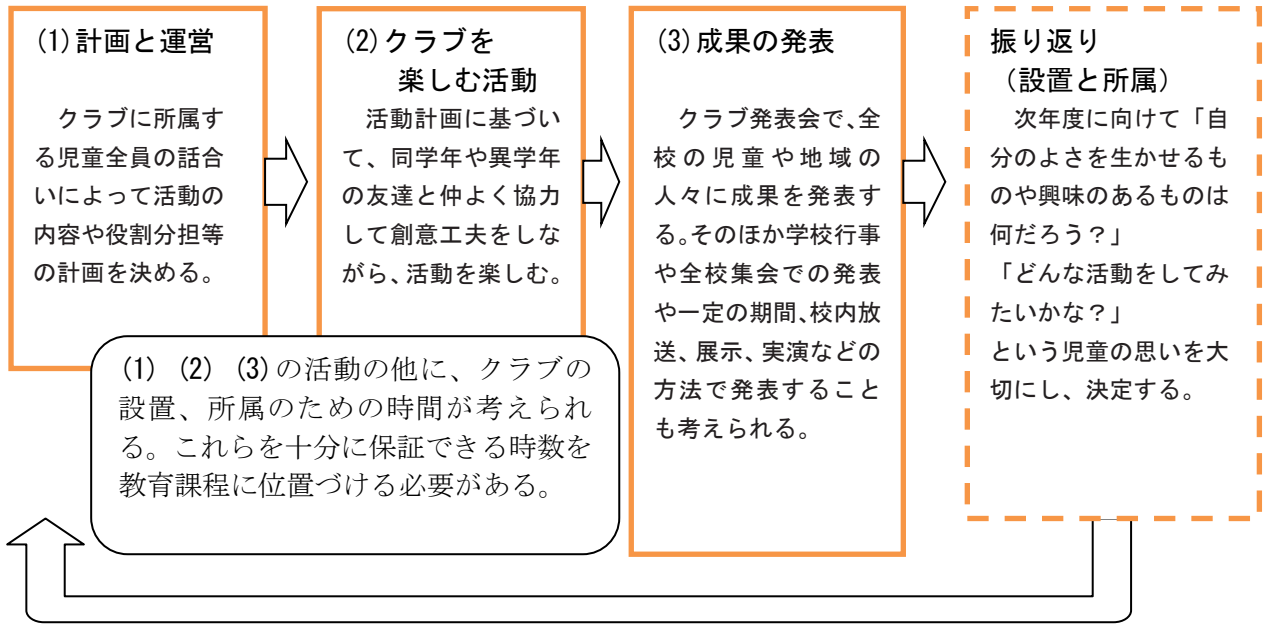 (1)計画と運営
クラブに所属す
る児童全員の話合
いによって活動の
内容や役割分担等
の計画を決める。
(2)クラブを
楽しむ活動
活動計画に基づい
て、同学年や異学年
の友達と仲よく協力
して創意工夫をしな
がら、活動を楽しむ。
(3)成果の発表
クラブ発表会で、全
校の児童や地域の
人々に成果を発表す
る。そのほか学校行事
や全校集会での発表
や一定の期間、校内放
送、展示、実演などの
方法で発表すること
も考えられる。
振り返り
(設置と所属)
次年度に向けて「自
分のよさを生かせるも
のや興味のあるものは
何だろう？」
「どんな活動をしてみ
たいかな？」
という児童の思いを大
切にし、決定する。
(1) (2) (3)の活動の他に、クラブの
設置、所属のための時間が考えられ
る。これらを十分に保証できる時数を
教育課程に位置づける必要がある。